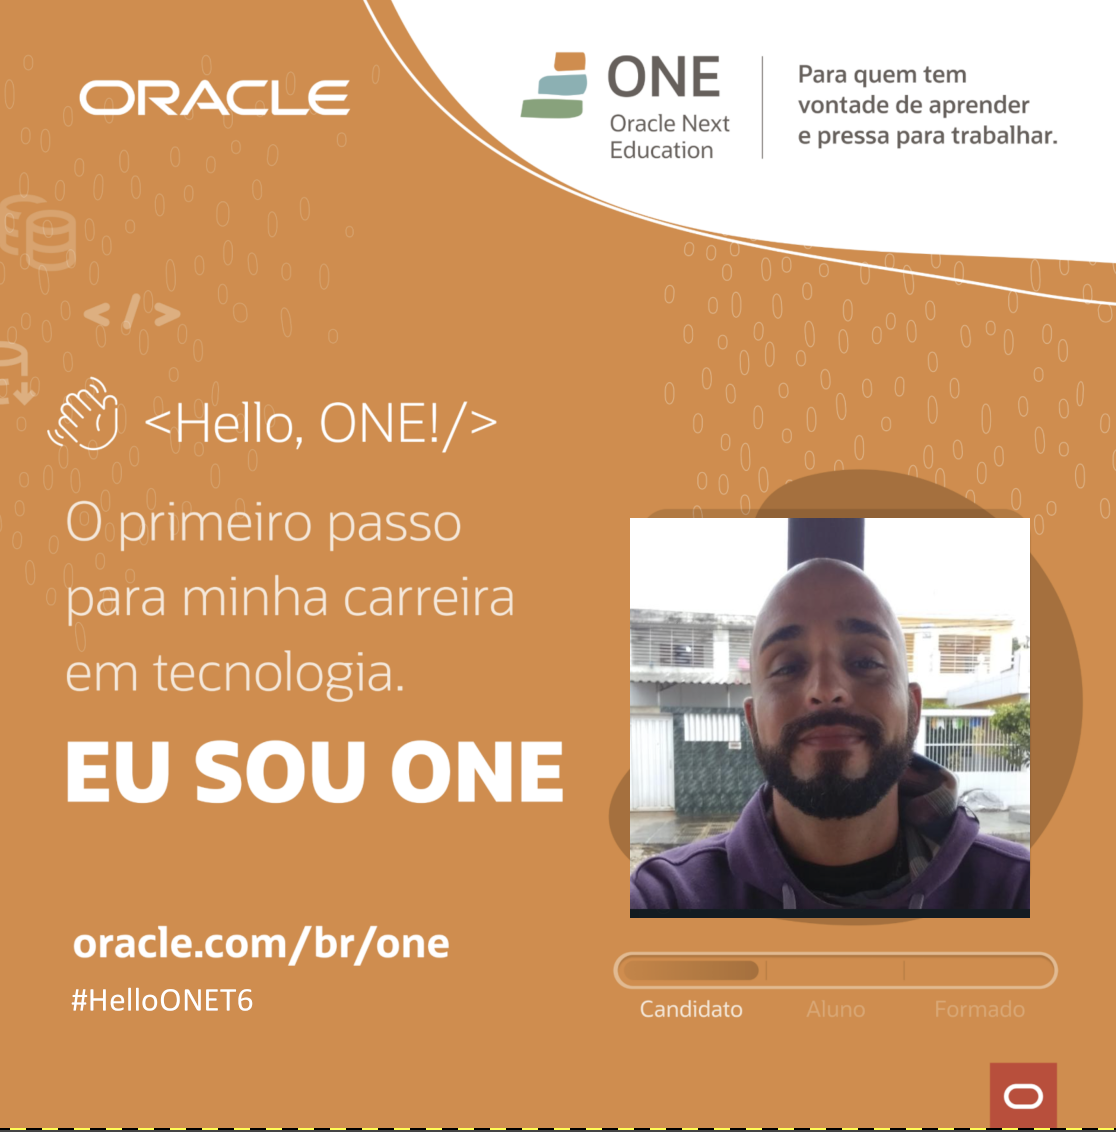 ORACLE
ONE
Oracle Next
Education
Para quem tem
vontade de aprender
e pressa para trabalhar.
</>
<Hello, ONE!/>
O primeiro passo
para minha carreira
em tecnologia.
EU SOU ONE
oracle.com/br/one
#HelloONET6
Candidato Aluno Formado